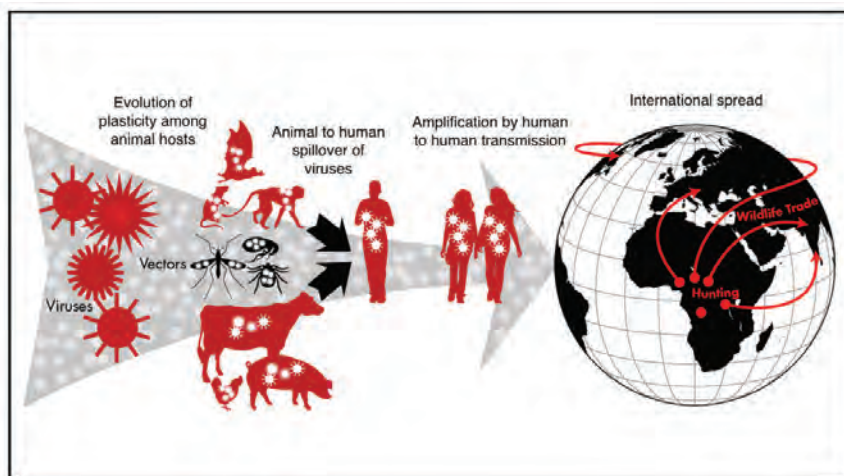 Evolution of
plasticity among
animal hosts
Animal to human
spillover of
viruses
Amplification by human
to human transmission
International spread
Viruses
Vectors
Wildlife Trade
Hunting